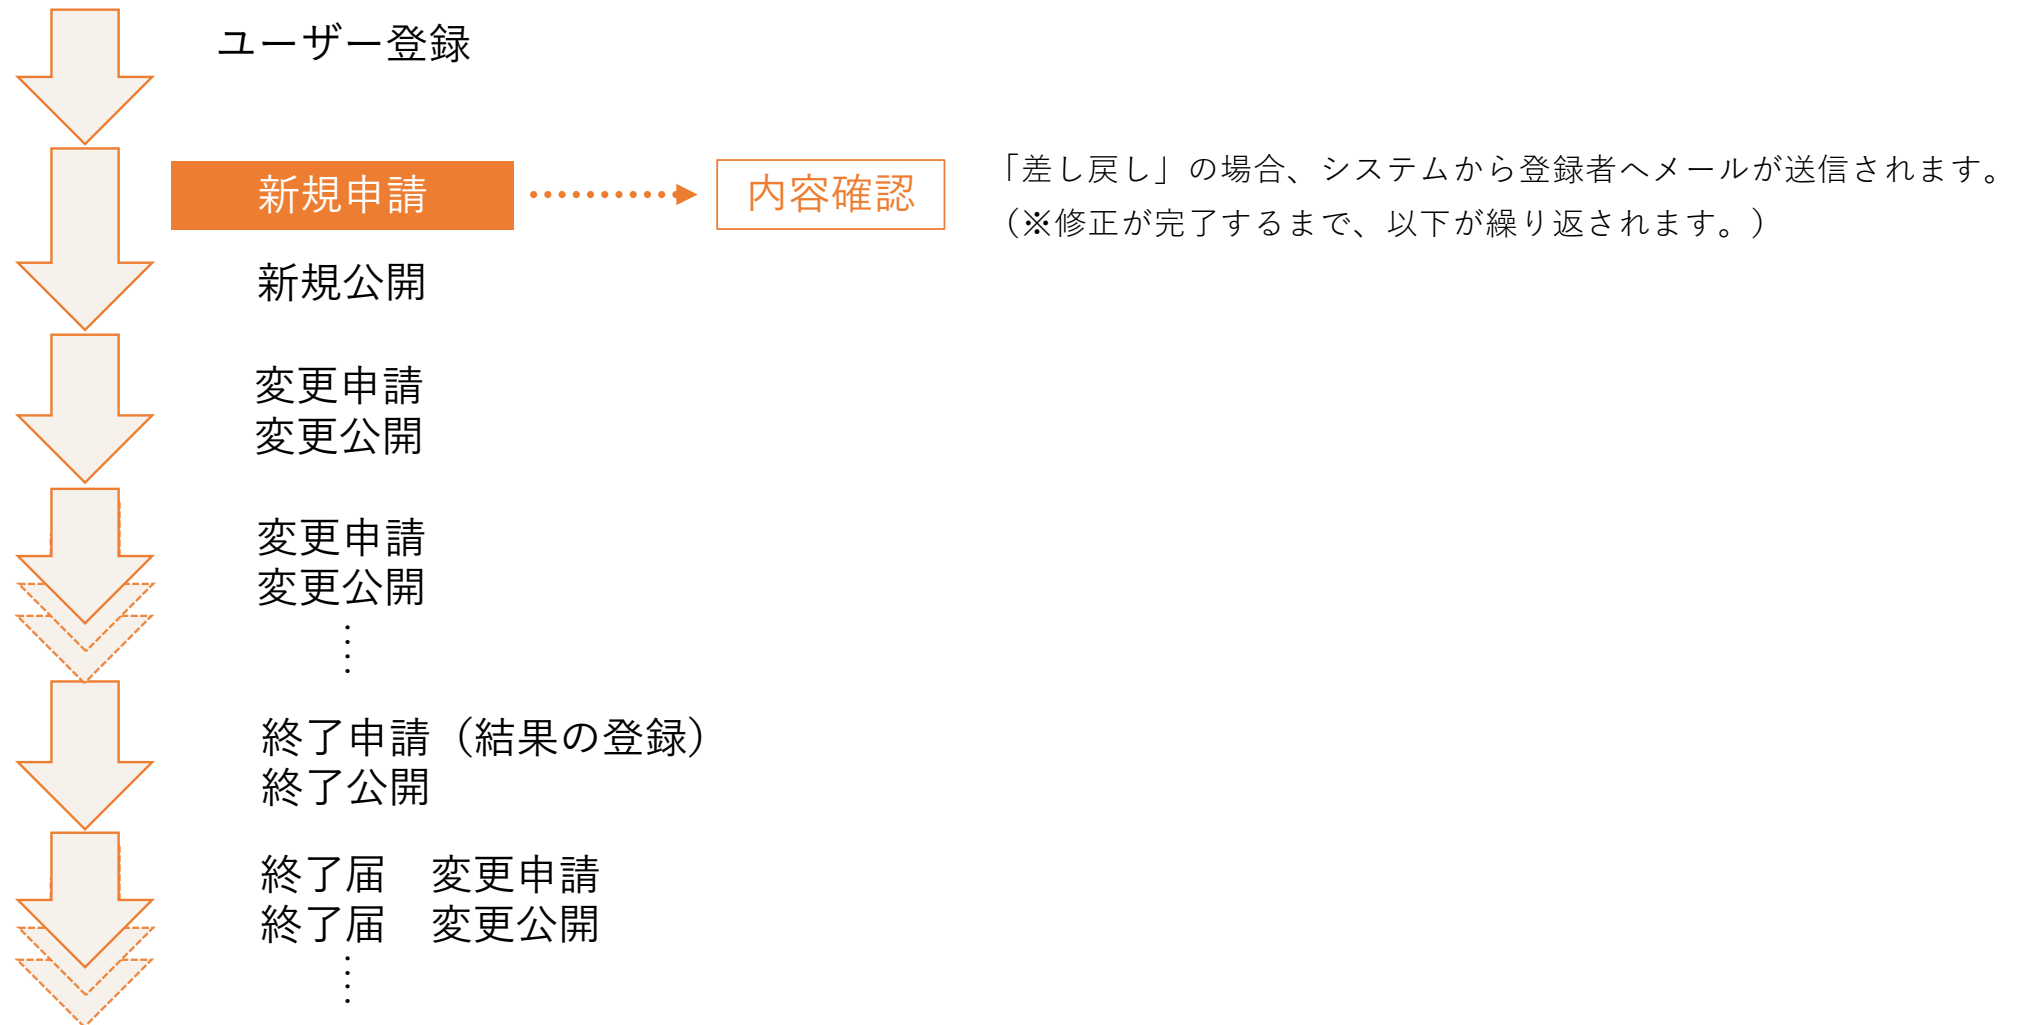 ユーザー登録
新規申請
内容確認
「差し戻し」の場合、システムから登録者へメールが送信されます。
（※修正が完了するまで、以下が繰り返されます。）
新規公開
変更申請
変更公開
変更申請
変更公開
……
終了申請（結果の登録）
終了公開
終了届　変更申請
終了届　変更公開
……